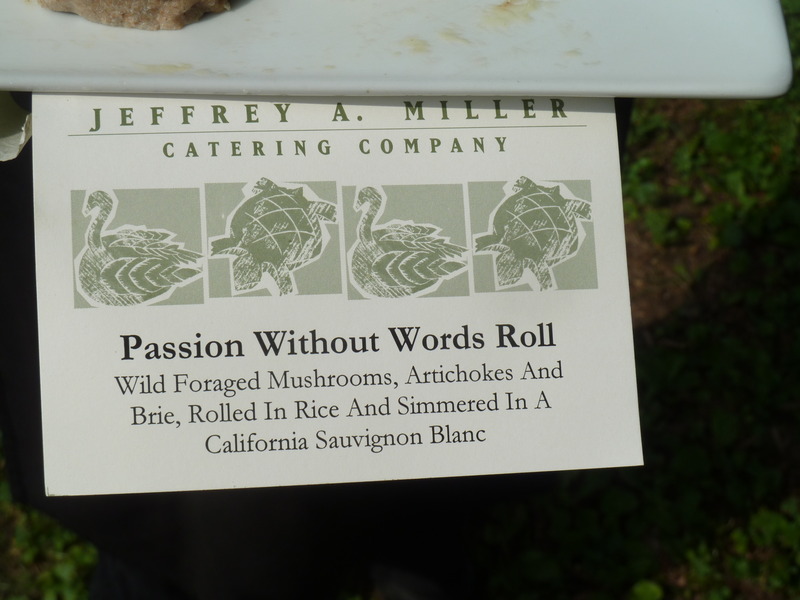 JEFFREY A. MILLER
CATERING COMPANY
Passion Without Words Roll
Wild Foraged Mushrooms, Artichokes And
Brie, Rolled In Rice And Simmered In A
California Sauvignon Blanc